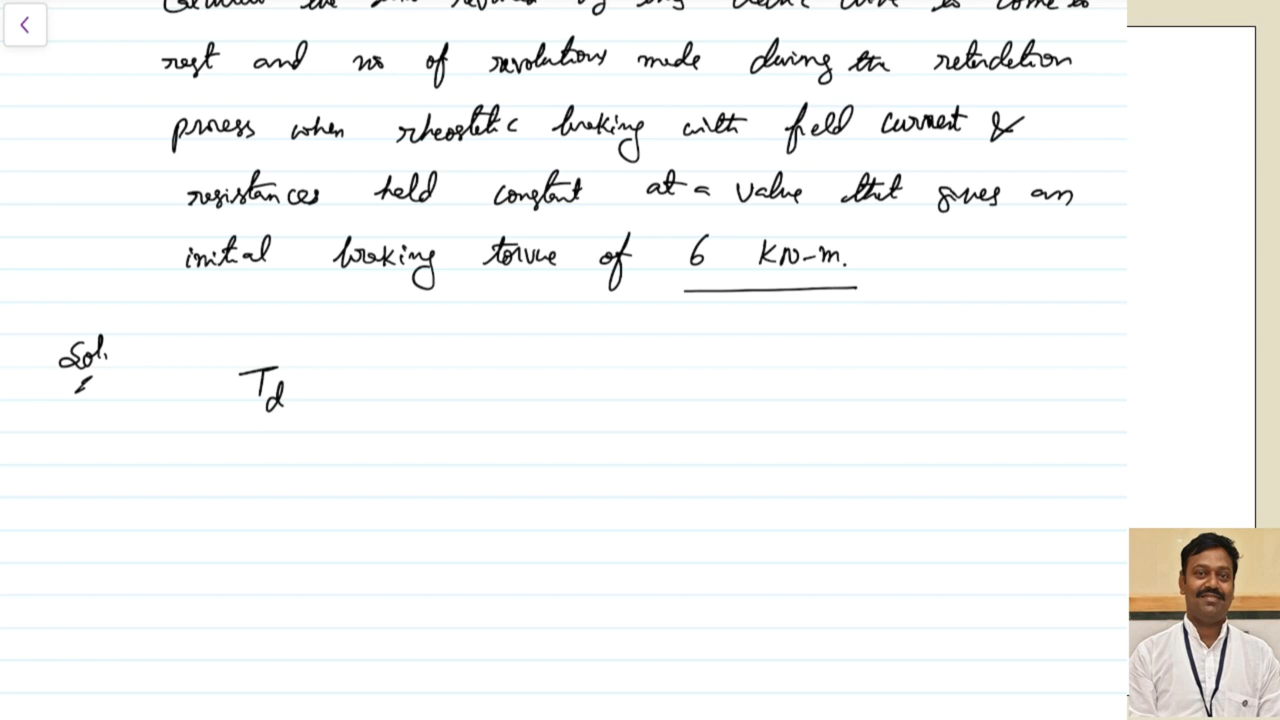 rest and no of revolutions made during the retardation
process when rheostatic braking with field current &
resistances held constant at a value that gives an
initial braking torque of 6 KN-m.
Sol.
Td